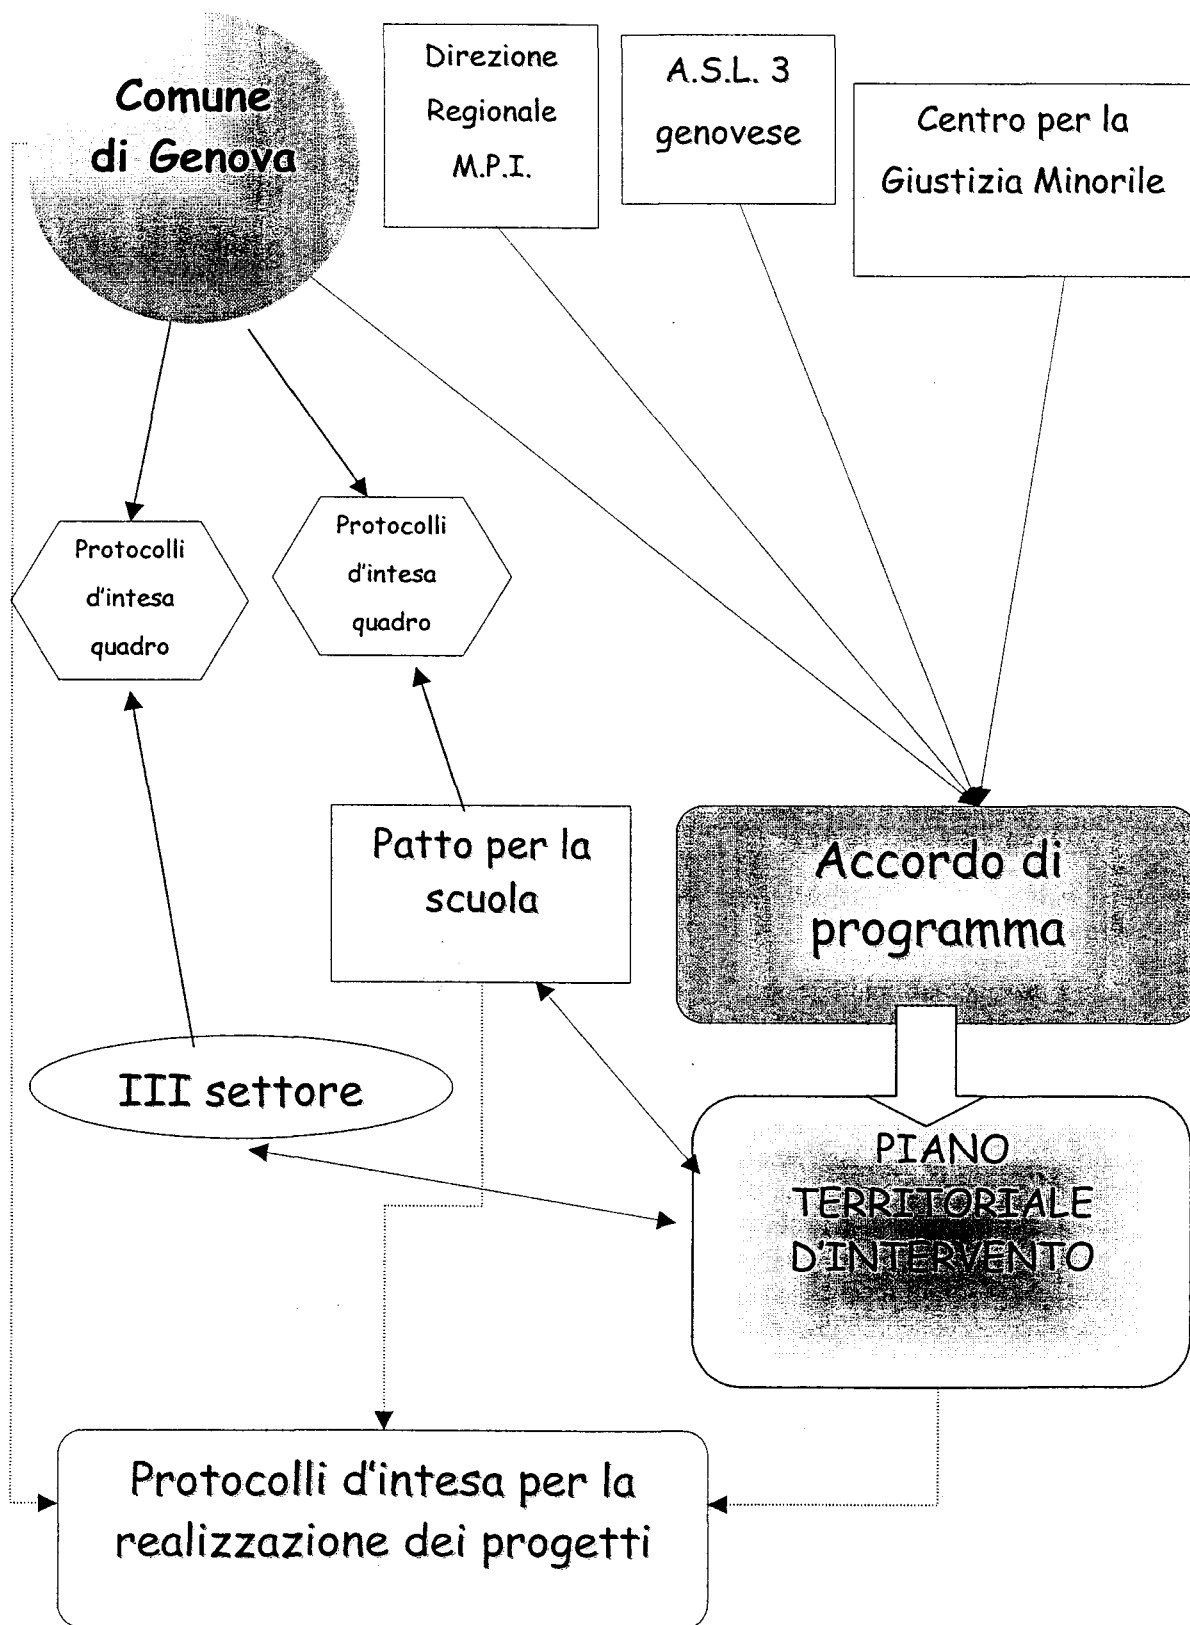 Comune
di Genova
Direzione
Regionale
M.P.I.
A.S.L. 3
genovese
Centro per la
Giustizia Minorile
Protocolli
d'intesa
quadro
Protocolli
d'intesa
quadro
Patto per la
scuola
Accordo di
programma
III settore
PIANO
TERRITORIALE
D'INTERVENTO
Protocolli d'intesa per la
realizzazione dei progetti